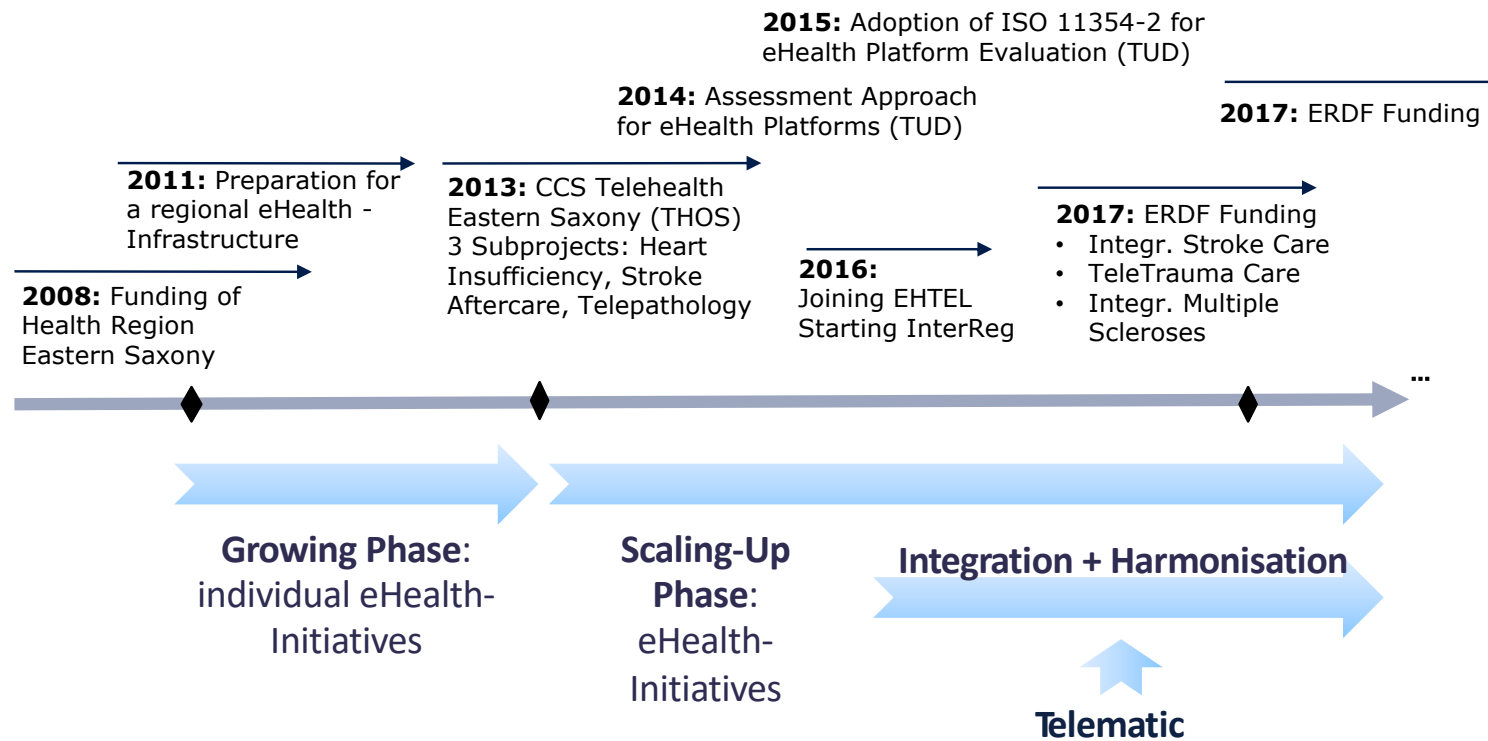 2015: Adoption of ISO 11354-2 for
eHealth Platform Evaluation (TUD)
2014: Assessment Approach
for eHealth Platforms (TUD)
2017: ERDF Funding
2011: Preparation for
a regional eHealth -
Infrastructure
2013: CCS Telehealth
Eastern Saxony (THOS)
3 Subprojects: Heart
Insufficiency, Stroke
Aftercare, Telepathology
2017: ERDF Funding
• Integr. Stroke Care
• TeleTrauma Care
• Integr. Multiple
Scleroses
2016:
Joining EHTEL
Starting InterReg
2008: Funding of
Health Region
Eastern Saxony
...
Growing Phase:
individual eHealth-
Initiatives
Scaling-Up
Phase:
eHealth-
Initiatives
Integration + Harmonisation
Telematic